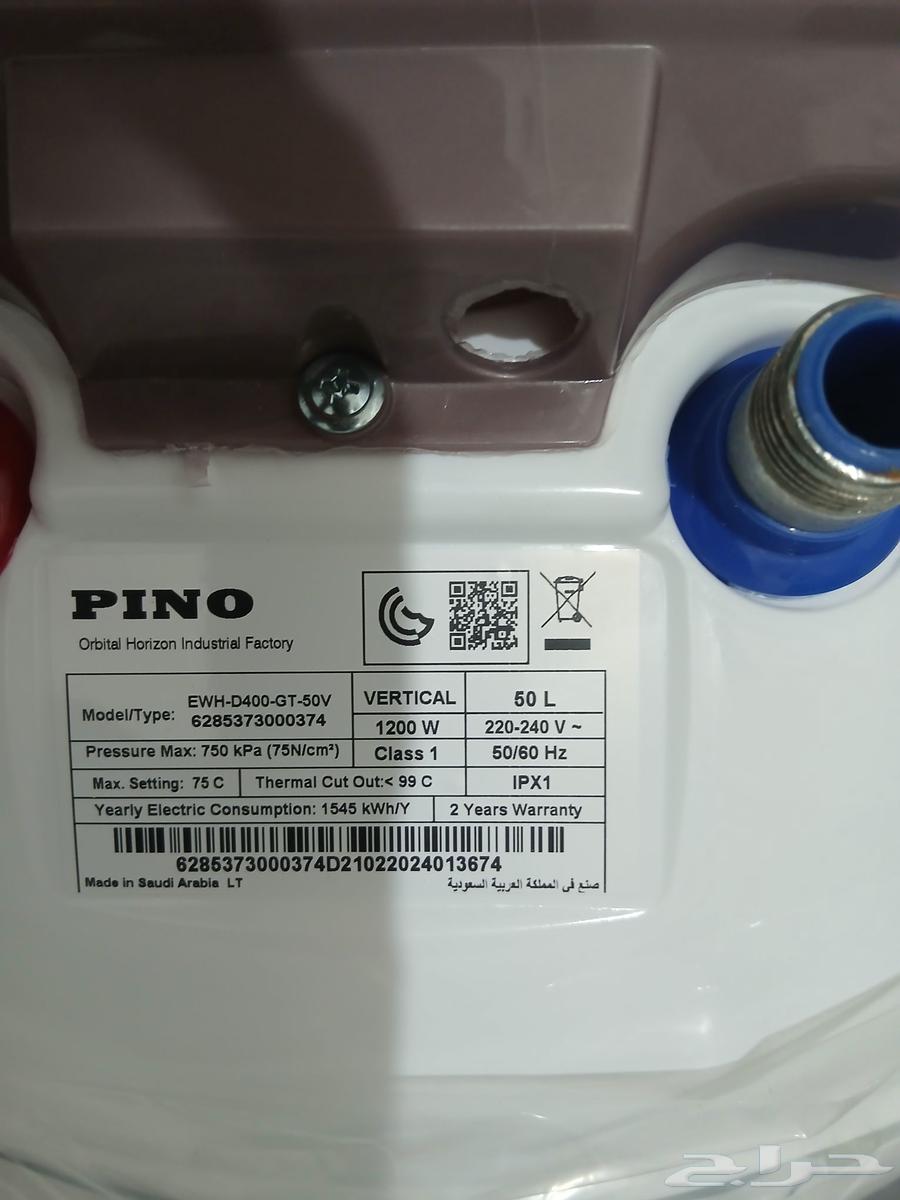 PINO
Orbital Horizon Industrial Factory
Model/Type: EWH-D400-GT-50V
6285373000374
VERTICAL
50 L
1200 W
220-240 V ~
Pressure Max: 750 kPa (75N/cm²)
Class 1
50/60 Hz
Max. Setting: 75 C
Thermal Cut Out:< 99 C
IPX1
Yearly Electric Consumption: 1545 kWh/Y
2 Years Warranty
6285373000374D21022024013674
Made in Saudi Arabia LT
صنع في المملكة العربية السعودية
حراج